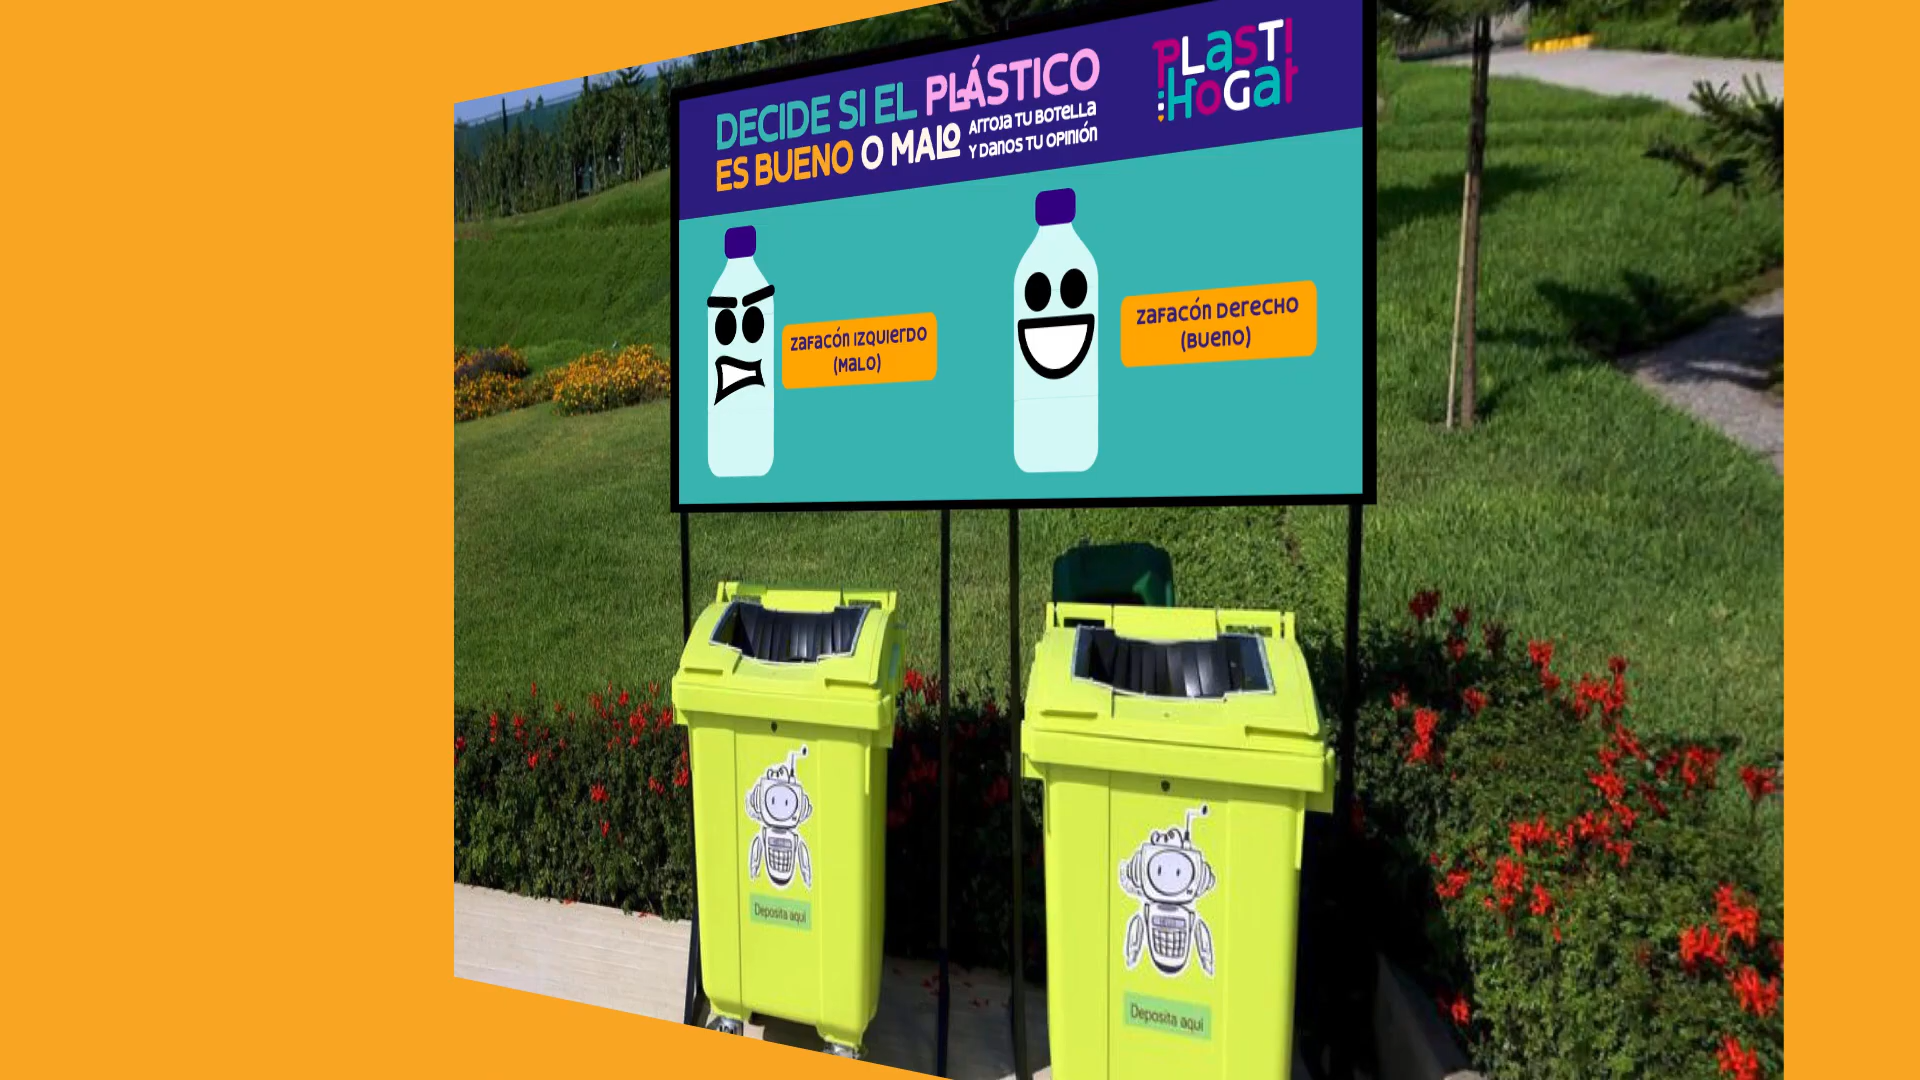 DECIDE SI EL PLÁSTICO
ES BUENO O MALO
Arroja tu botella
y danos tu opinión
PLasTI
HOGar
zafacón izquierdo
(Malo)
zafacón derecho
(Bueno)
Deposita aquí
Deposita aquí